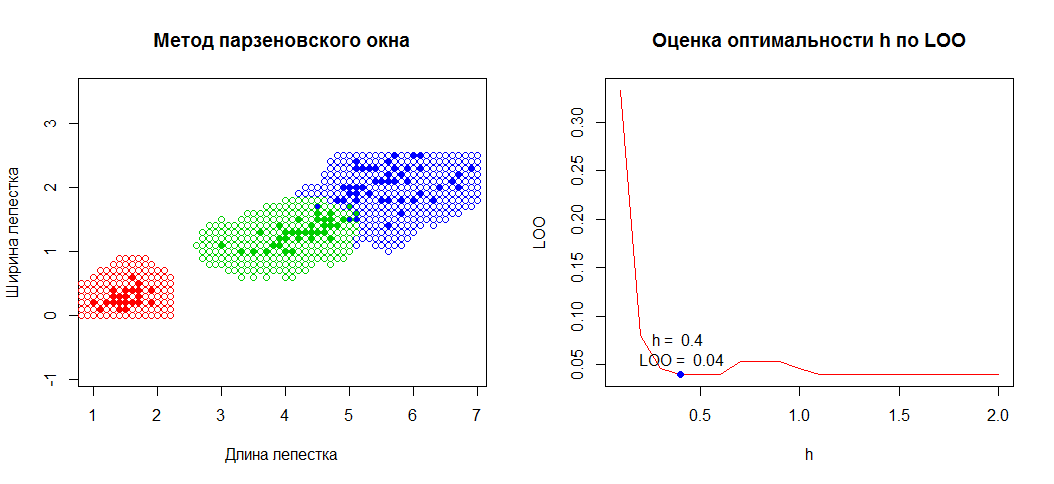 Метод парзеновского окна
Ширина лепестка
3
2
1
0
-1
1 2 3 4 5 6 7
Длина лепестка
Оценка оптимальности h по LOO
LOO
0.30
0.25
0.20
0.15
0.10
0.05
h = 0.4
LOO = 0.04
0.5 1.0 1.5 2.0
h